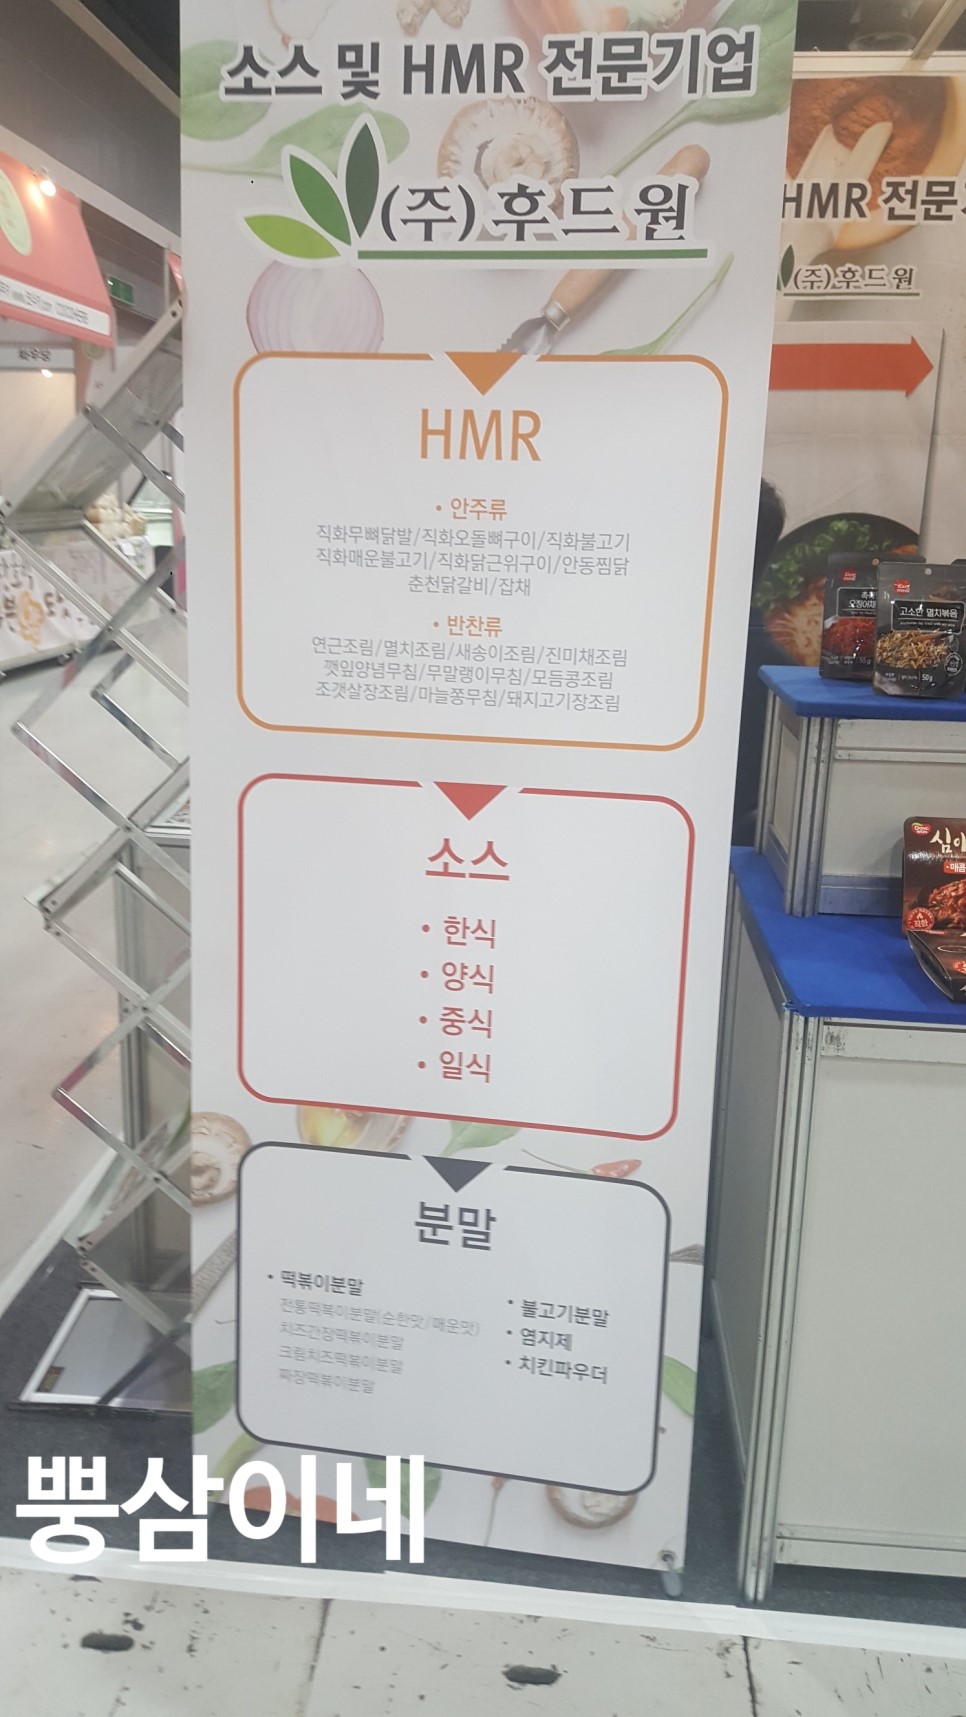 소스 및 HMR 전문기업
(주)후드원
HMR
• 안주류
직화무뼈닭발/직화오돌뼈구이/직화불고기
직화매운불고기/직화닭근위구이/안동찜닭
춘천닭갈비/잡채
• 반찬류
연근조림/멸치조림/새송이조림/진미채조림
깻잎양념무침/무말랭이무침/모듬콩조림
조갯살장조림/마늘쫑무침/돼지고기장조림
소스
• 한식
• 양식
• 중식
• 일식
분말
• 떡볶이분말
전통떡볶이분말(순한맛/매운맛)
치즈간장떡볶이분말
크림치즈떡볶이분말
짜장떡볶이분말
• 불고기분말
• 염지제
• 치킨파우더
HMR 전문
(주)후드원
고소한 멸치볶음
50g
55g
직화
뿡삼이네